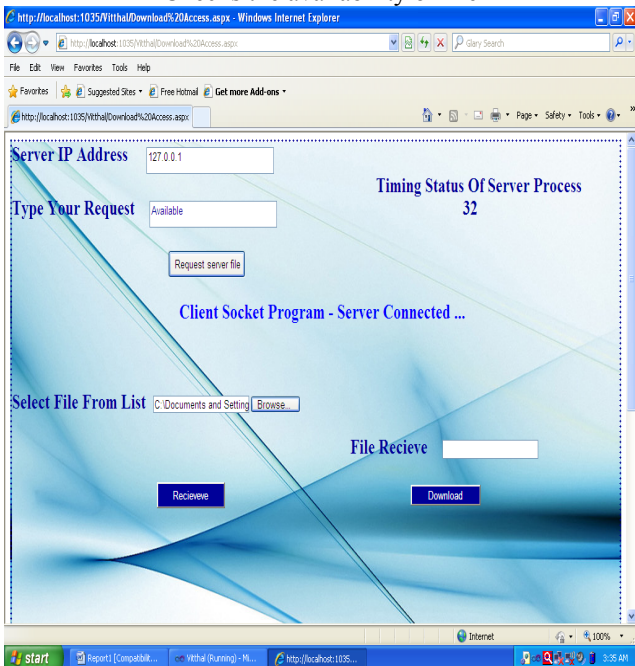 http://localhost:1035/Vitthal/Download%20Access.aspx - Windows Internet Explorer
http://localhost:1035/Vitthal/Download%20Access.aspx
Glary Search
File Edit View Favorites Tools Help
Favorites Suggested Sites Free Hotmail Get more Add-ons
http://localhost:1035/Vitthal/Download%20Access.aspx
Page Safety Tools
Server IP Address 127.0.0.1
Timing Status Of Server Process
32
Type Your Request Available
Request server file
Client Socket Program - Server Connected ...
Select File From List C:\Documents and Setting Browse...
File Recieve
Recieveve Download
Internet 100%
start Report1 [Compatibilit... Vitthal (Running) - Mi... http://localhost:1035... 3:35 AM